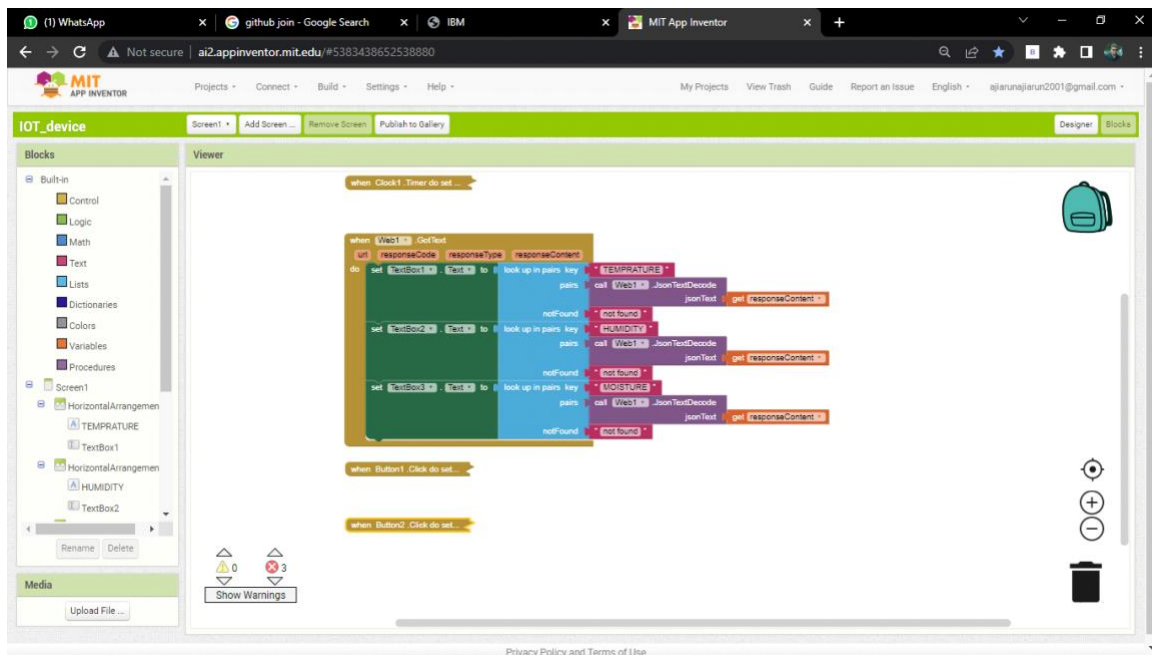 (1) WhatsApp
github join - Google Search
IBM
MIT App Inventor
Not secure ai2.appinventor.mit.edu/#5383438652538880
MIT
APP INVENTOR
Projects Connect Build Settings Help My Projects View Trash Guide Report an Issue English ajiarunajiarun2001@gmail.com
IOT_device
Screen1 Add Screen ... Remove Screen Publish to Gallery Designer Blocks
Blocks
Viewer
Built-in
Control
Logic
Math
Text
Lists
Dictionaries
Colors
Variables
Procedures
Screen1
HorizontalArrangemen
TEMPRATURE
TextBox1
HorizontalArrangemen
HUMIDITY
TextBox2
Rename Delete
Media
Upload File ...
when Clock1 .Timer do set ...
when Web1 .GotText
url responseCode responseType responseContent
do set TextBox1 . Text to look up in pairs key " TEMPRATURE "
pairs call Web1 .JsonTextDecode
jsonText get responseContent
notFound " not found "
set TextBox2 . Text to look up in pairs key " HUMIDITY "
pairs call Web1 .JsonTextDecode
jsonText get responseContent
notFound " not found "
set TextBox3 . Text to look up in pairs key " MOISTURE "
pairs call Web1 .JsonTextDecode
jsonText get responseContent
notFound " not found "
when Button1 .Click do set...
when Button2 .Click do set...
0 3
Show Warnings
Privacy Policy and Terms of Use